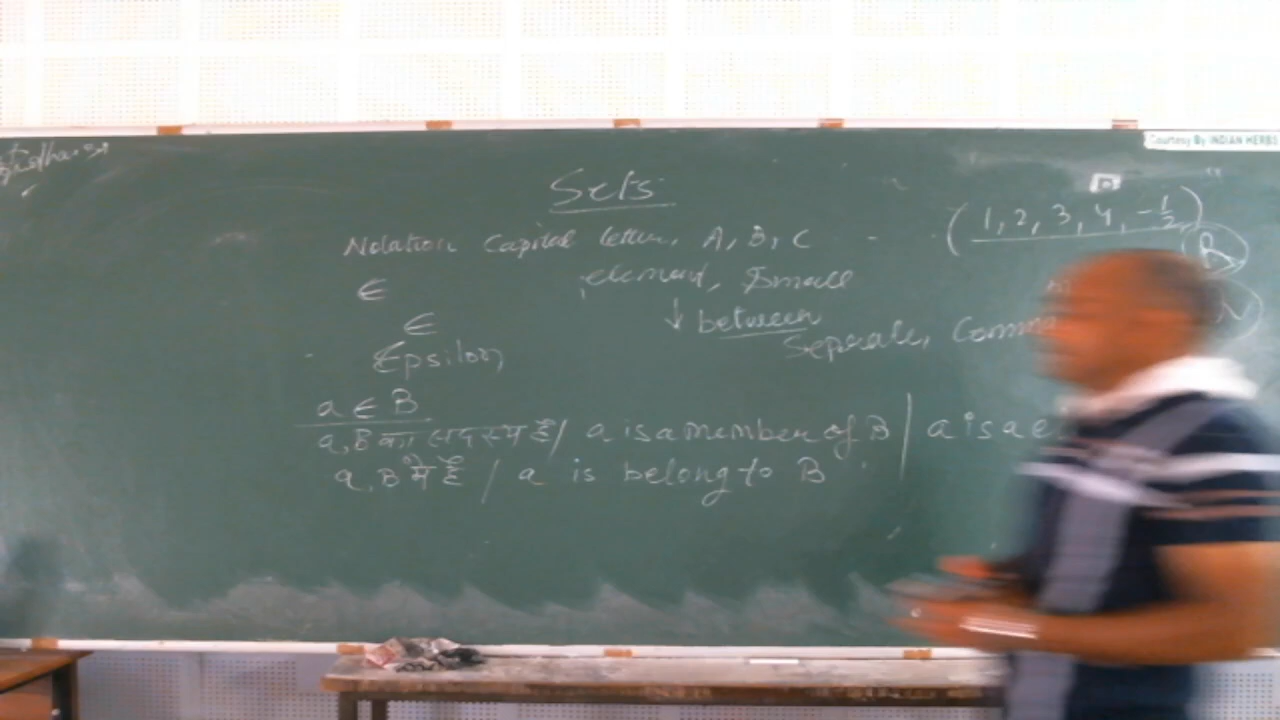 Courtesy By INDIAN HERBS
Sets
(1, 2, 3, 4, -1/2)
R
Notation Capital letter, A, B, C - -
∈ element, Small
N
∈ ↓ between
Seprate, Comma
Epsilon
a ∈ B
a, B का सदस्य है / a is a member of B | a is a e
a, B में है / a is belong to B